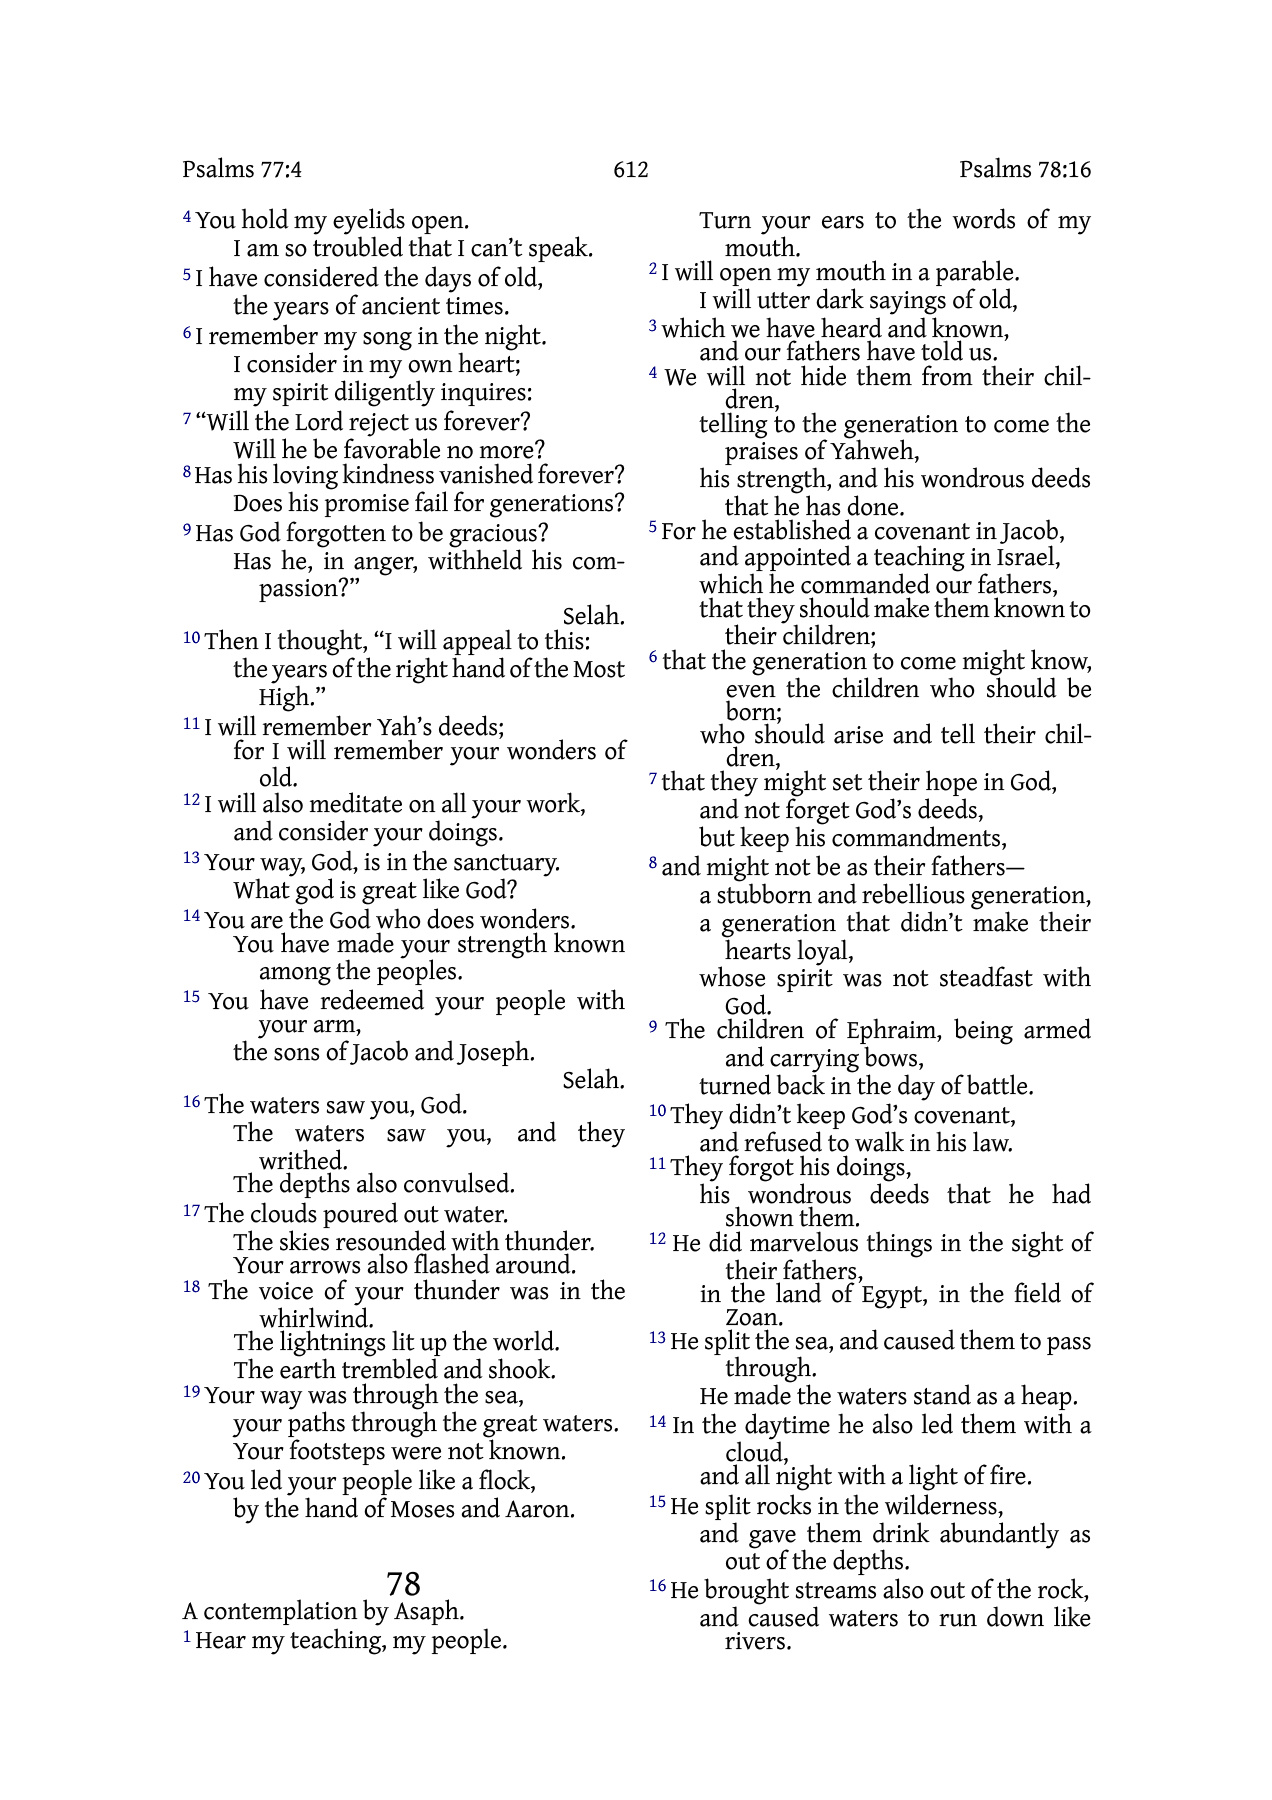 Psalms 77:4 612 Psalms 78:16
4 You hold my eyelids open.
I am so troubled that I can’t speak.
5 I have considered the days of old,
the years of ancient times.
6 I remember my song in the night.
I consider in my own heart;
my spirit diligently inquires:
7 “Will the Lord reject us forever?
Will he be favorable no more?
8 Has his loving kindness vanished forever?
Does his promise fail for generations?
9 Has God forgotten to be gracious?
Has he, in anger, withheld his com-
passion?”
Selah.
10 Then I thought, “I will appeal to this:
the years of the right hand of the Most
High.”
11 I will remember Yah’s deeds;
for I will remember your wonders of
old.
12 I will also meditate on all your work,
and consider your doings.
13 Your way, God, is in the sanctuary.
What god is great like God?
14 You are the God who does wonders.
You have made your strength known
among the peoples.
15 You have redeemed your people with
your arm,
the sons of Jacob and Joseph.
Selah.
16 The waters saw you, God.
The waters saw you, and they
writhed.
The depths also convulsed.
17 The clouds poured out water.
The skies resounded with thunder.
Your arrows also flashed around.
18 The voice of your thunder was in the
whirlwind.
The lightnings lit up the world.
The earth trembled and shook.
19 Your way was through the sea,
your paths through the great waters.
Your footsteps were not known.
20 You led your people like a flock,
by the hand of Moses and Aaron.
78
A contemplation by Asaph.
1 Hear my teaching, my people.
Turn your ears to the words of my
mouth.
2 I will open my mouth in a parable.
I will utter dark sayings of old,
3 which we have heard and known,
and our fathers have told us.
4 We will not hide them from their chil-
dren,
telling to the generation to come the
praises of Yahweh,
his strength, and his wondrous deeds
that he has done.
5 For he established a covenant in Jacob,
and appointed a teaching in Israel,
which he commanded our fathers,
that they should make them known to
their children;
6 that the generation to come might know,
even the children who should be
born;
who should arise and tell their chil-
dren,
7 that they might set their hope in God,
and not forget God’s deeds,
but keep his commandments,
8 and might not be as their fathers—
a stubborn and rebellious generation,
a generation that didn’t make their
hearts loyal,
whose spirit was not steadfast with
God.
9 The children of Ephraim, being armed
and carrying bows,
turned back in the day of battle.
10 They didn’t keep God’s covenant,
and refused to walk in his law.
11 They forgot his doings,
his wondrous deeds that he had
shown them.
12 He did marvelous things in the sight of
their fathers,
in the land of Egypt, in the field of
Zoan.
13 He split the sea, and caused them to pass
through.
He made the waters stand as a heap.
14 In the daytime he also led them with a
cloud,
and all night with a light of fire.
15 He split rocks in the wilderness,
and gave them drink abundantly as
out of the depths.
16 He brought streams also out of the rock,
and caused waters to run down like
rivers.